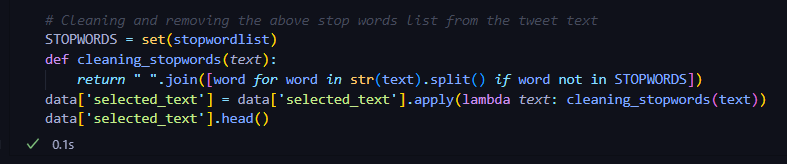 # Cleaning and removing the above stop words list from the tweet text
STOPWORDS = set(stopwordlist)
def cleaning_stopwords(text):
    return " ".join([word for word in str(text).split() if word not in STOPWORDS])
data['selected_text'] = data['selected_text'].apply(lambda text: cleaning_stopwords(text))
data['selected_text'].head()
✓ 0.1s